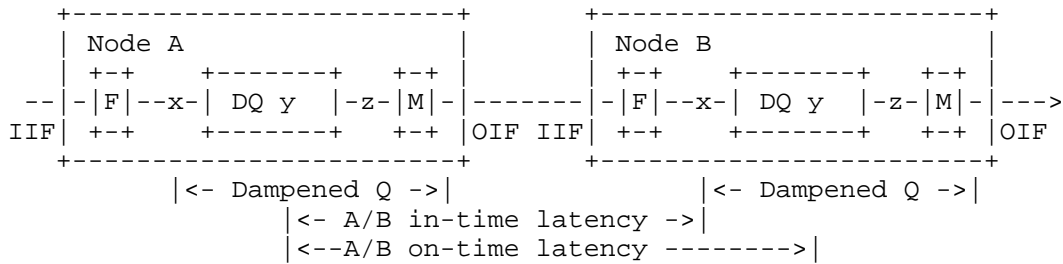 +------------------------+          +------------------------+
| Node A                 |          | Node B                 |
|  +-+   +-------+   +-+ |          |  +-+   +-------+   +-+ |
--|-|F|--x-| DQ y  |-z-|M|-|-------|-|F|--x-| DQ y  |-z-|M|-|--->
IIF|  +-+   +-------+   +-+ |OIF IIF|  +-+   +-------+   +-+ |OIF
+------------------------+          +------------------------+
|<- Dampened Q ->|                  |<- Dampened Q ->|
|<- A/B in-time latency ->|
|<--A/B on-time latency -------->|